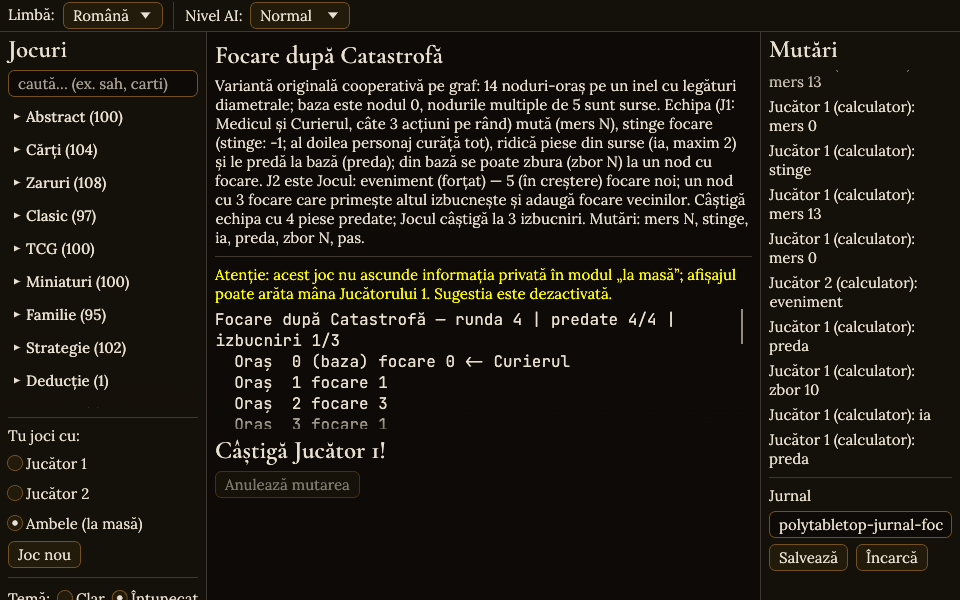 Limbă: Română ▼ Nivel AI: Normal ▼
Jocuri
caută... (ex. sah, carti)
▸ Abstract (100)
▸ Cărți (104)
▸ Zaruri (108)
▸ Clasic (97)
▸ TCG (100)
▸ Miniaturi (100)
▸ Familie (95)
▸ Strategie (102)
▸ Deducție (1)
Tu joci cu:
Jucător 1
Jucător 2
Ambele (la masă)
Joc nou
Temă: Clar Întunecat
Focare după Catastrofă
Variantă originală cooperativă pe graf: 14 noduri-oraș pe un inel cu legături
diametrale; baza este nodul 0, nodurile multiple de 5 sunt surse. Echipa (J1:
Medicul și Curierul, câte 3 acțiuni pe rând) mută (mers N), stinge focare
(stinge: -1; al doilea personaj curăță tot), ridică piese din surse (ia, maxim 2)
și le predă la bază (preda); din bază se poate zbura (zbor N) la un nod cu
focare. J2 este Jocul: eveniment (forțat) — 5 (în creștere) focare noi; un nod
cu 3 focare care primește altul izbucnește și adaugă focare vecinilor. Câștigă
echipa cu 4 piese predate; Jocul câștigă la 3 izbucniri. Mutări: mers N, stinge,
ia, preda, zbor N, pas.
Atenție: acest joc nu ascunde informația privată în modul „la masă”; afișajul
poate arăta mâna Jucătorului 1. Sugestia este dezactivată.
Focare după Catastrofă — runda 4 | predate 4/4 |
izbucniri 1/3
Oraș 0 (baza) focare 0 <- Curierul
Oraș 1 focare 1
Oraș 2 focare 3
Oraș 3 focare 1
Câștigă Jucător 1!
Anulează mutarea
Mutări
mers 13
Jucător 1 (calculator):
mers 0
Jucător 1 (calculator):
stinge
Jucător 1 (calculator):
mers 13
Jucător 1 (calculator):
mers 0
Jucător 2 (calculator):
eveniment
Jucător 1 (calculator):
preda
Jucător 1 (calculator):
zbor 10
Jucător 1 (calculator): ia
Jucător 1 (calculator):
preda
Jurnal
polytabletop-jurnal-foc
Salvează Încarcă